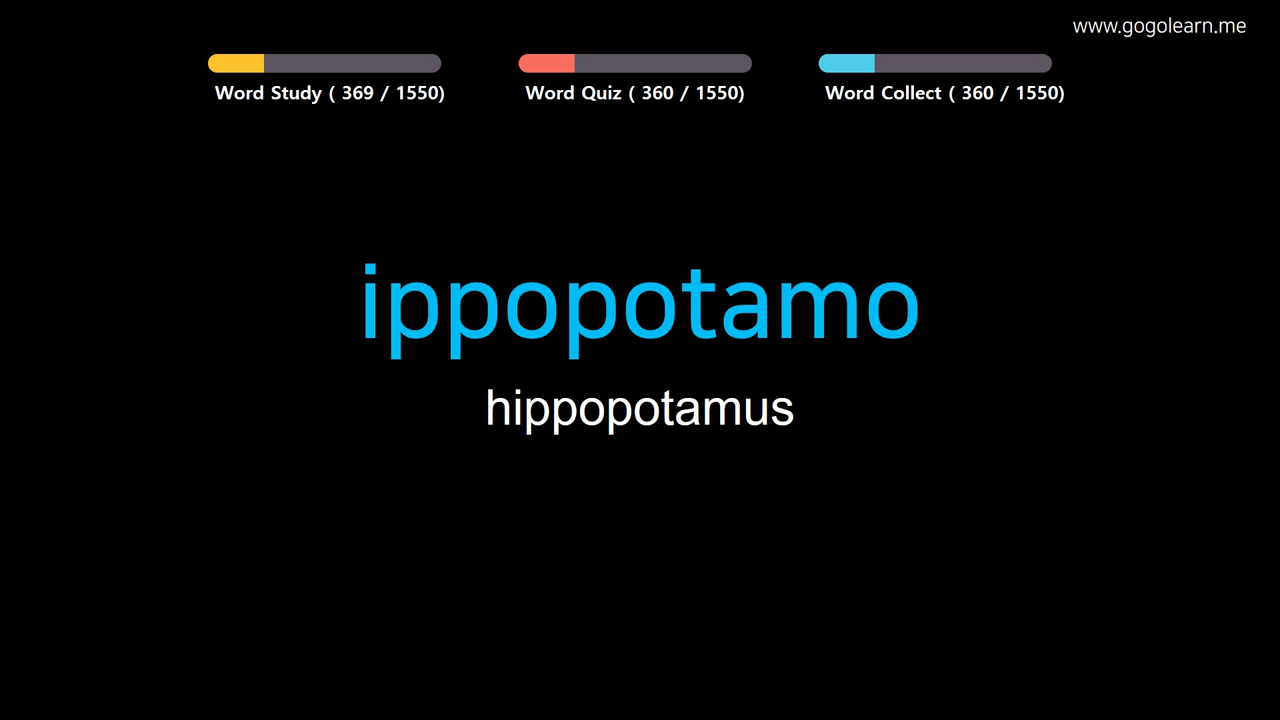 www.gogolearn.me
Word Study ( 369 / 1550)
Word Quiz ( 360 / 1550)
Word Collect ( 360 / 1550)
ippopotamo
hippopotamus